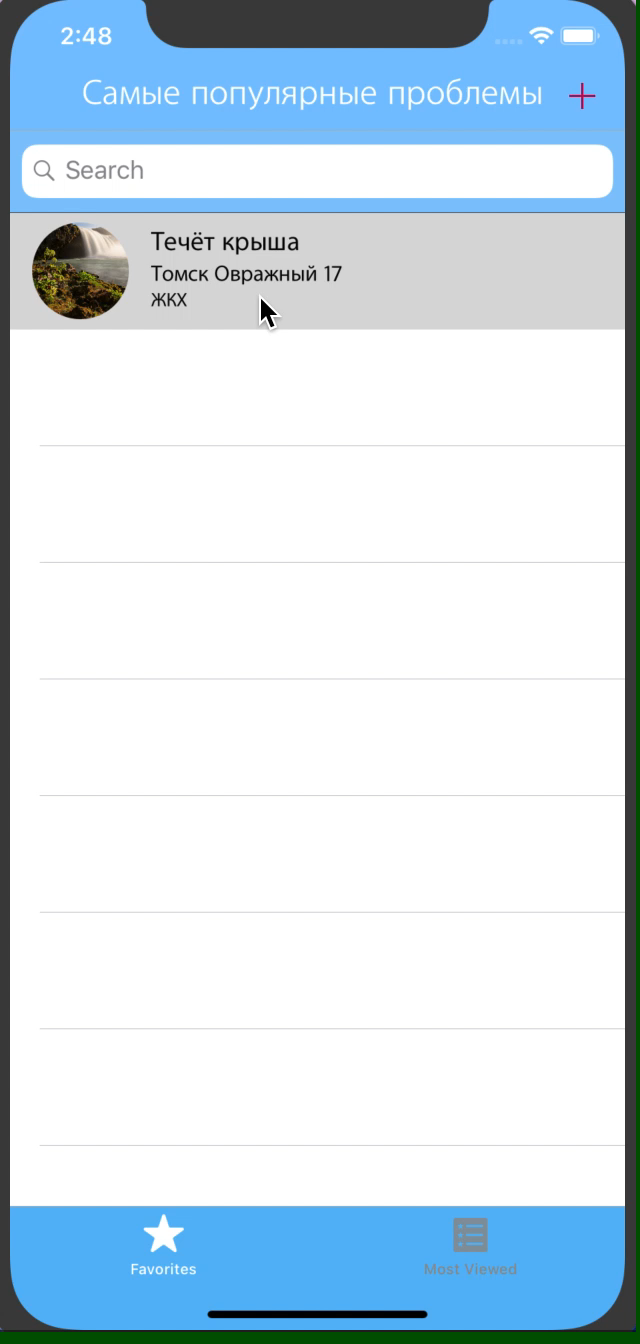 2:48
Самые популярные проблемы
Search
Течёт крыша
Томск Овражный 17
ЖКХ
Favorites
Most Viewed